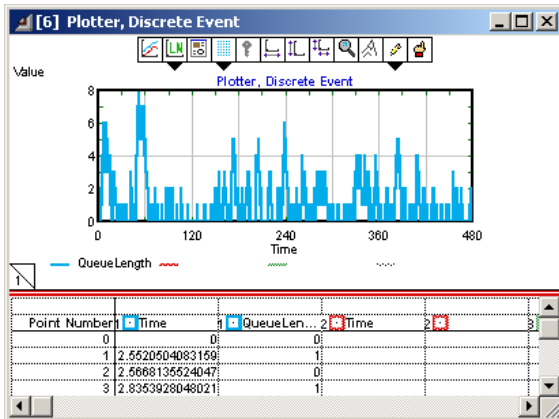 [6] Plotter, Discrete Event
LN
Value
Plotter, Discrete Event
8
6
4
2
0
0 120 240 360 480
Time
QueueLength
1
Point Number 1 Time 1 QueueLen... 2 Time 2 3
0 0 0
1 2.5520504083159 1
2 2.5668135524047 0
3 2.8353928048021 1